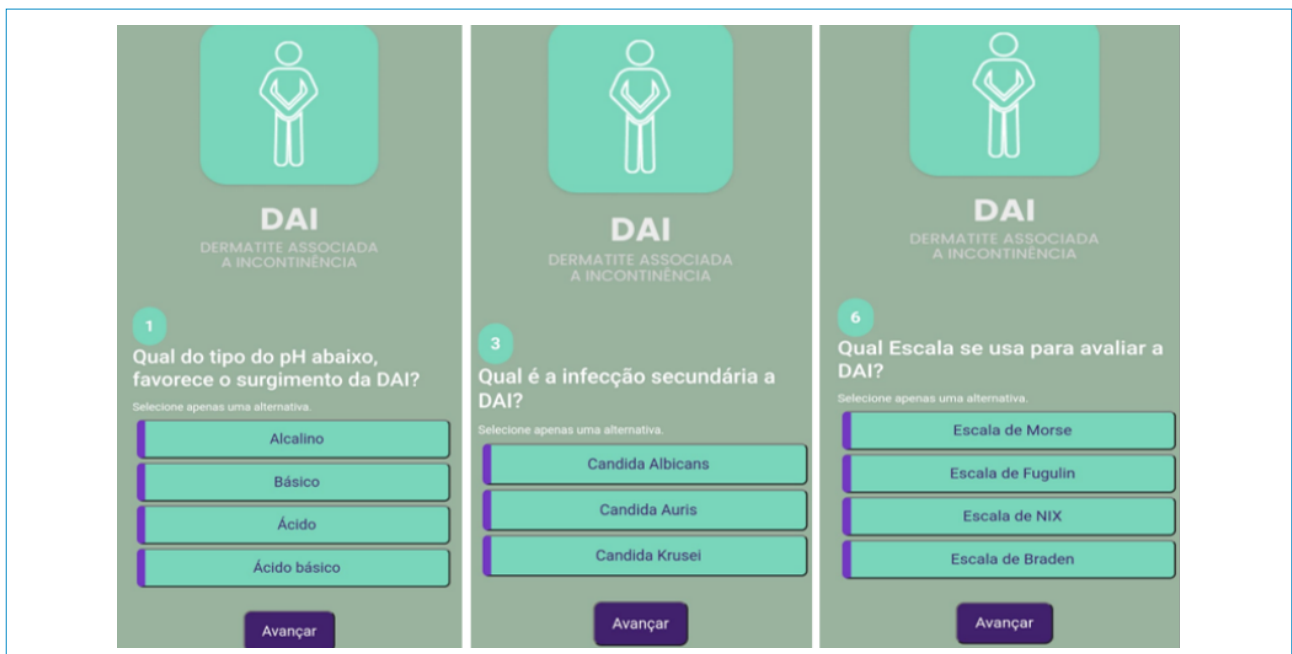 DAI
DERMATITE ASSOCIADA
A INCONTINÊNCIA
1
Qual do tipo do pH abaixo,
favorece o surgimento da DAI?
Selecione apenas uma alternativa.
Alcalino
Básico
Ácido
Ácido básico
Avançar
DAI
DERMATITE ASSOCIADA
A INCONTINÊNCIA
3
Qual é a infecção secundária a
DAI?
Selecione apenas uma alternativa.
Candida Albicans
Candida Auris
Candida Krusei
Avançar
DAI
DERMATITE ASSOCIADA
A INCONTINÊNCIA
6
Qual Escala se usa para avaliar a
DAI?
Selecione apenas uma alternativa.
Escala de Morse
Escala de Fugulin
Escala de NIX
Escala de Braden
Avançar